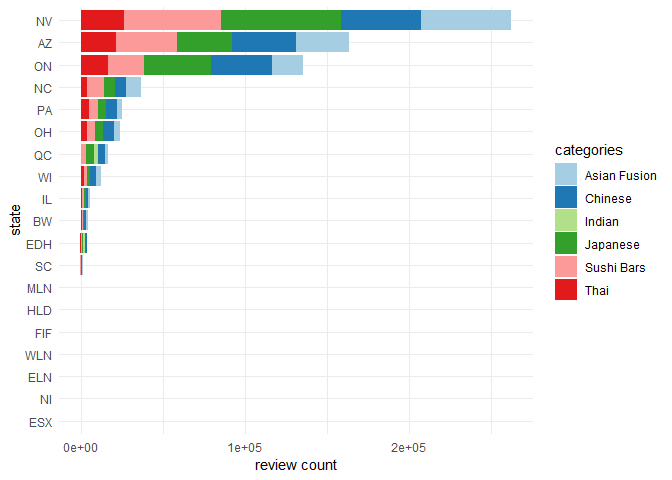 NV
AZ
ON
NC
PA
OH
QC
WI
IL
BW
EDH
SC
MLN
HLD
FIF
WLN
ELN
NI
ESX
state
0e+00 1e+05 2e+05
review count
categories
Asian Fusion
Chinese
Indian
Japanese
Sushi Bars
Thai